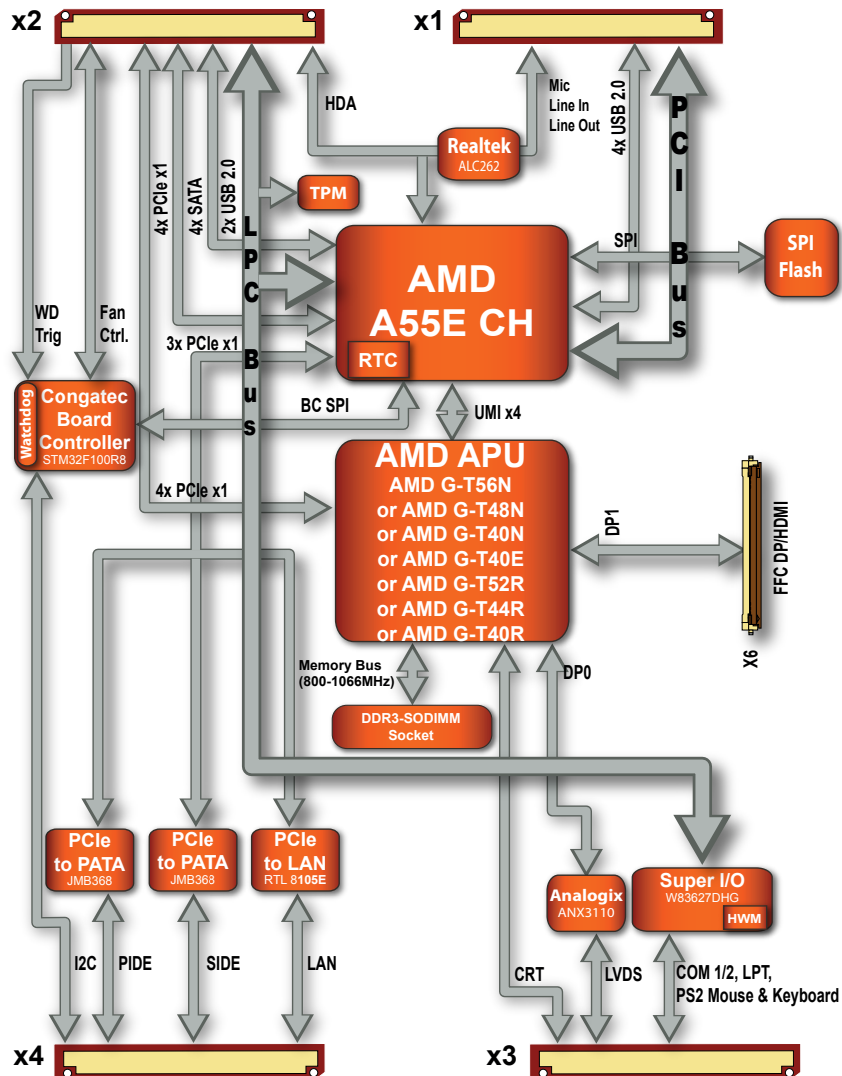 x2
x1
HDA
Mic
Line In
Line Out
Realtek
ALC262
4x USB 2.0
PCI Bus
4x PCIe x1
4x SATA
2x USB 2.0
TPM
LPC Bus
AMD
A55E CH
RTC
SPI
SPI
Flash
WD
Trig
Fan
Ctrl.
3x PCIe x1
Watchdog
Congatec
Board
Controller
STM32F100R8
BC SPI
UMI x4
4x PCIe x1
AMD APU
AMD G-T56N
or AMD G-T48N
or AMD G-T40N
or AMD G-T40E
or AMD G-T52R
or AMD G-T44R
or AMD G-T40R
DP1
FFC DP/HDMI
X6
Memory Bus
(800-1066MHz)
DP0
DDR3-SODIMM
Socket
PCIe
to PATA
JMB368
PCIe
to PATA
JMB368
PCIe
to LAN
RTL 8105E
Analogix
ANX3110
Super I/O
W83627DHG
HWM
I2C
PIDE
SIDE
LAN
CRT
LVDS
COM 1/2, LPT,
PS2 Mouse & Keyboard
x4
x3